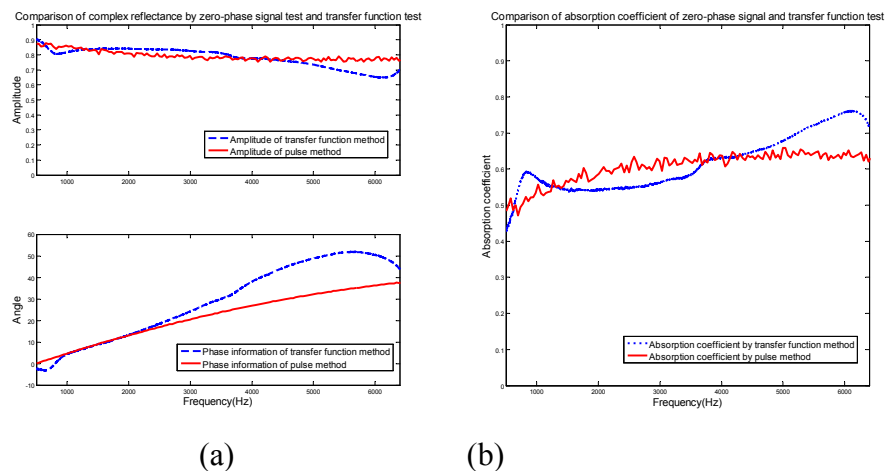 Comparison of complex reflectance by zero-phase signal test and transfer function test
1
0.9
0.8
0.7
0.6
0.5
0.4
0.3
0.2
0.1
0
Amplitude
Amplitude of transfer function method
Amplitude of pulse method
1000 2000 3000 4000 5000 6000
60
50
40
30
20
10
0
-10
Angle
Phase information of transfer function method
Phase information of pulse method
1000 2000 3000 4000 5000 6000
Frequency(Hz)
(a)
Comparison of absorption coefficient of zero-phase signal and transfer function test
1
0.9
0.8
0.7
0.6
0.5
0.4
0.3
0.2
0.1
0
Absorption coefficient
Absorption coefficient by transfer function method
Absorption coefficient by pulse method
1000 2000 3000 4000 5000 6000
Frequency(Hz)
(b)